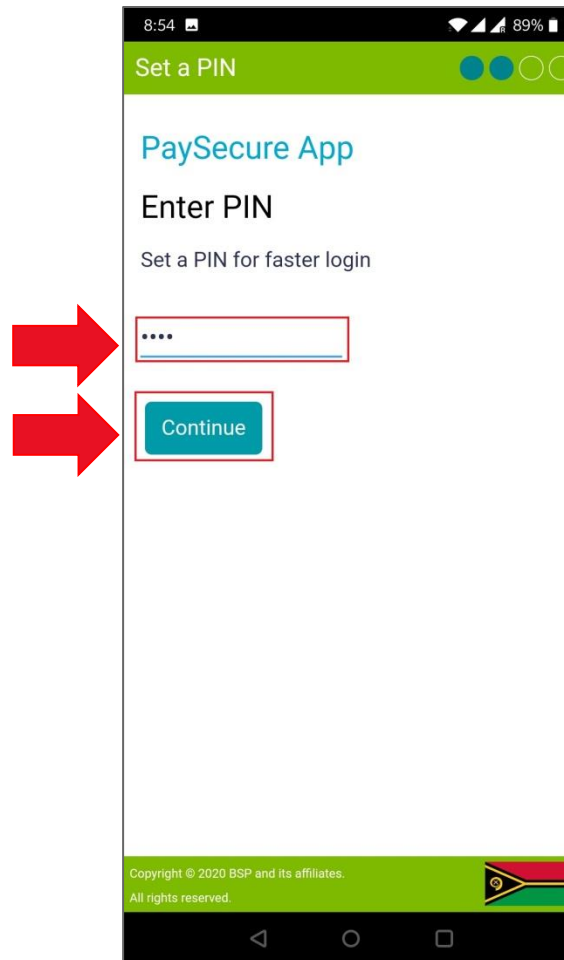 8:54 89%
Set a PIN
PaySecure App
Enter PIN
Set a PIN for faster login
••••
Continue
Copyright © 2020 BSP and its affiliates.
All rights reserved.